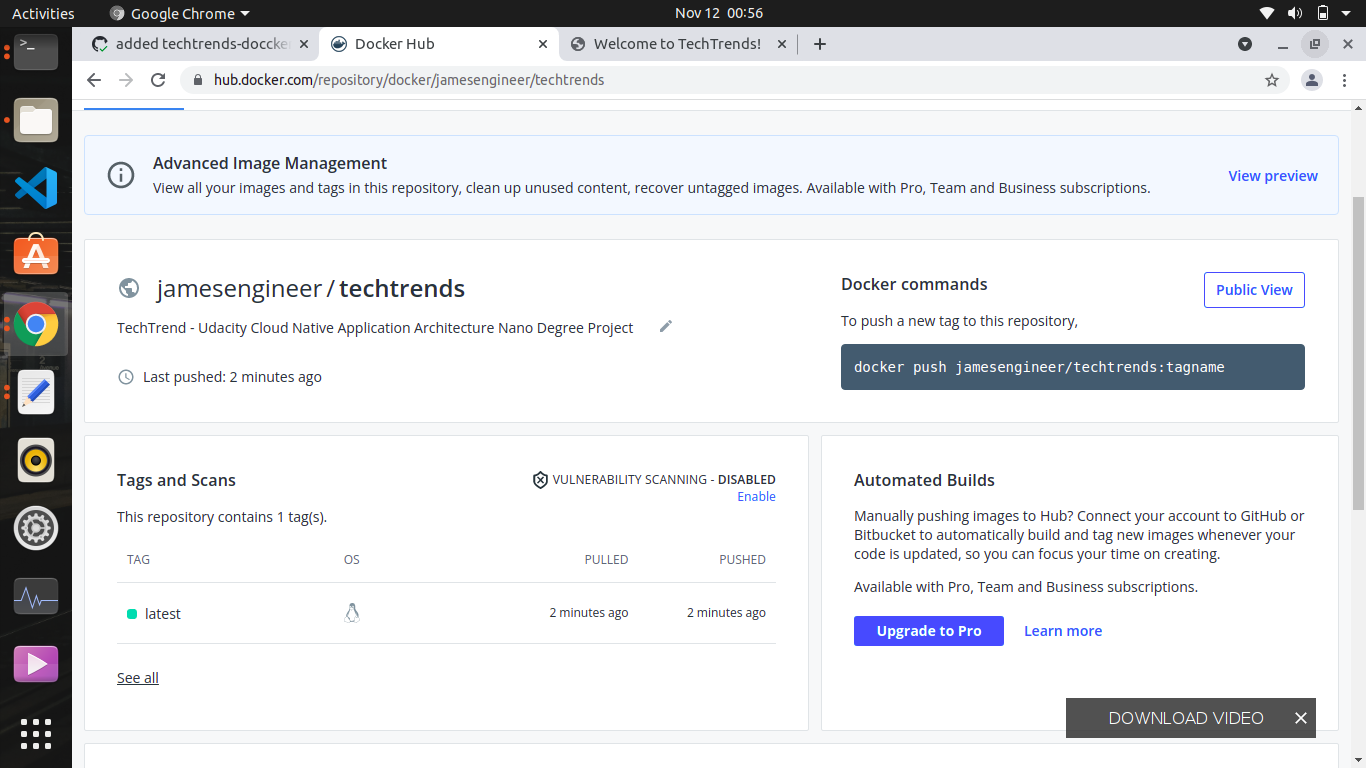 Activities
Google Chrome
Nov 12 00:56
added techtrends-doccke
Docker Hub
Welcome to TechTrends!
hub.docker.com/repository/docker/jamesengineer/techtrends
Advanced Image Management
View all your images and tags in this repository, clean up unused content, recover untagged images. Available with Pro, Team and Business subscriptions.
View preview
jamesengineer / techtrends
TechTrend - Udacity Cloud Native Application Architecture Nano Degree Project
Last pushed: 2 minutes ago
Docker commands
Public View
To push a new tag to this repository,
docker push jamesengineer/techtrends:tagname
Tags and Scans
VULNERABILITY SCANNING - DISABLED
Enable
This repository contains 1 tag(s).
TAG OS PULLED PUSHED
latest 2 minutes ago 2 minutes ago
See all
Automated Builds
Manually pushing images to Hub? Connect your account to GitHub or
Bitbucket to automatically build and tag new images whenever your
code is updated, so you can focus your time on creating.
Available with Pro, Team and Business subscriptions.
Upgrade to Pro
Learn more
DOWNLOAD VIDEO